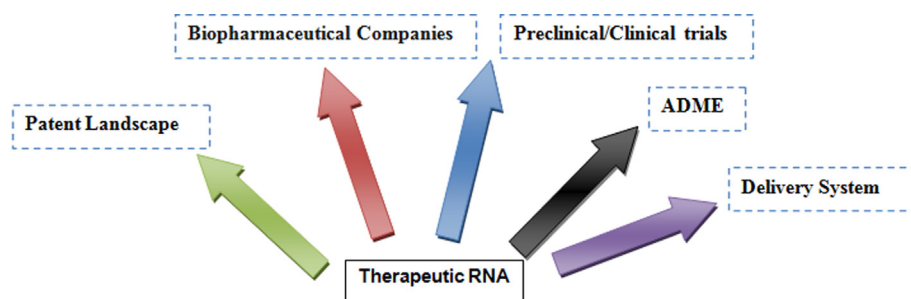 Biopharmaceutical Companies
Preclinical/Clinical trials
Patent Landscape
ADME
Delivery System
Therapeutic RNA